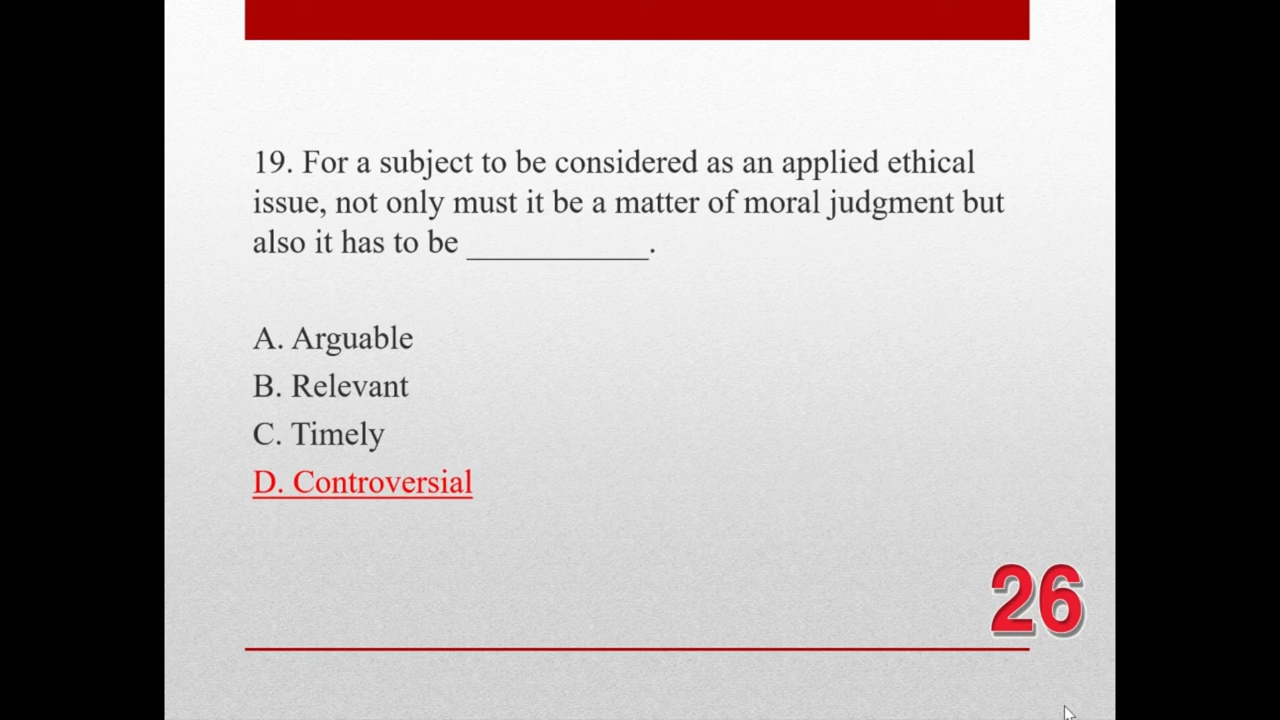 19. For a subject to be considered as an applied ethical
issue, not only must it be a matter of moral judgment but
also it has to be ___________.
A. Arguable
B. Relevant
C. Timely
D. Controversial
26